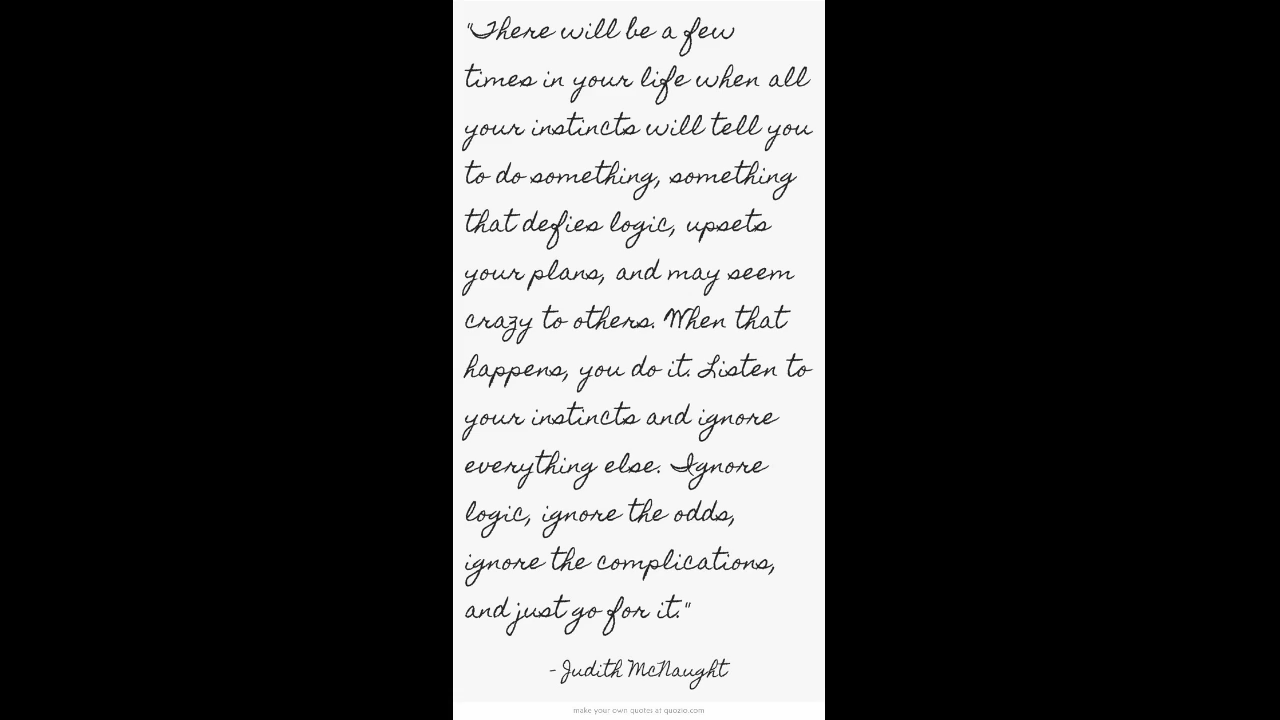 "There will be a few
times in your life when all
your instincts will tell you
to do something, something
that defies logic, upsets
your plans, and may seem
crazy to others. When that
happens, you do it. Listen to
your instincts and ignore
everything else. Ignore
logic, ignore the odds,
ignore the complications,
and just go for it."
- Judith McNaught
make your own quotes at quozio.com